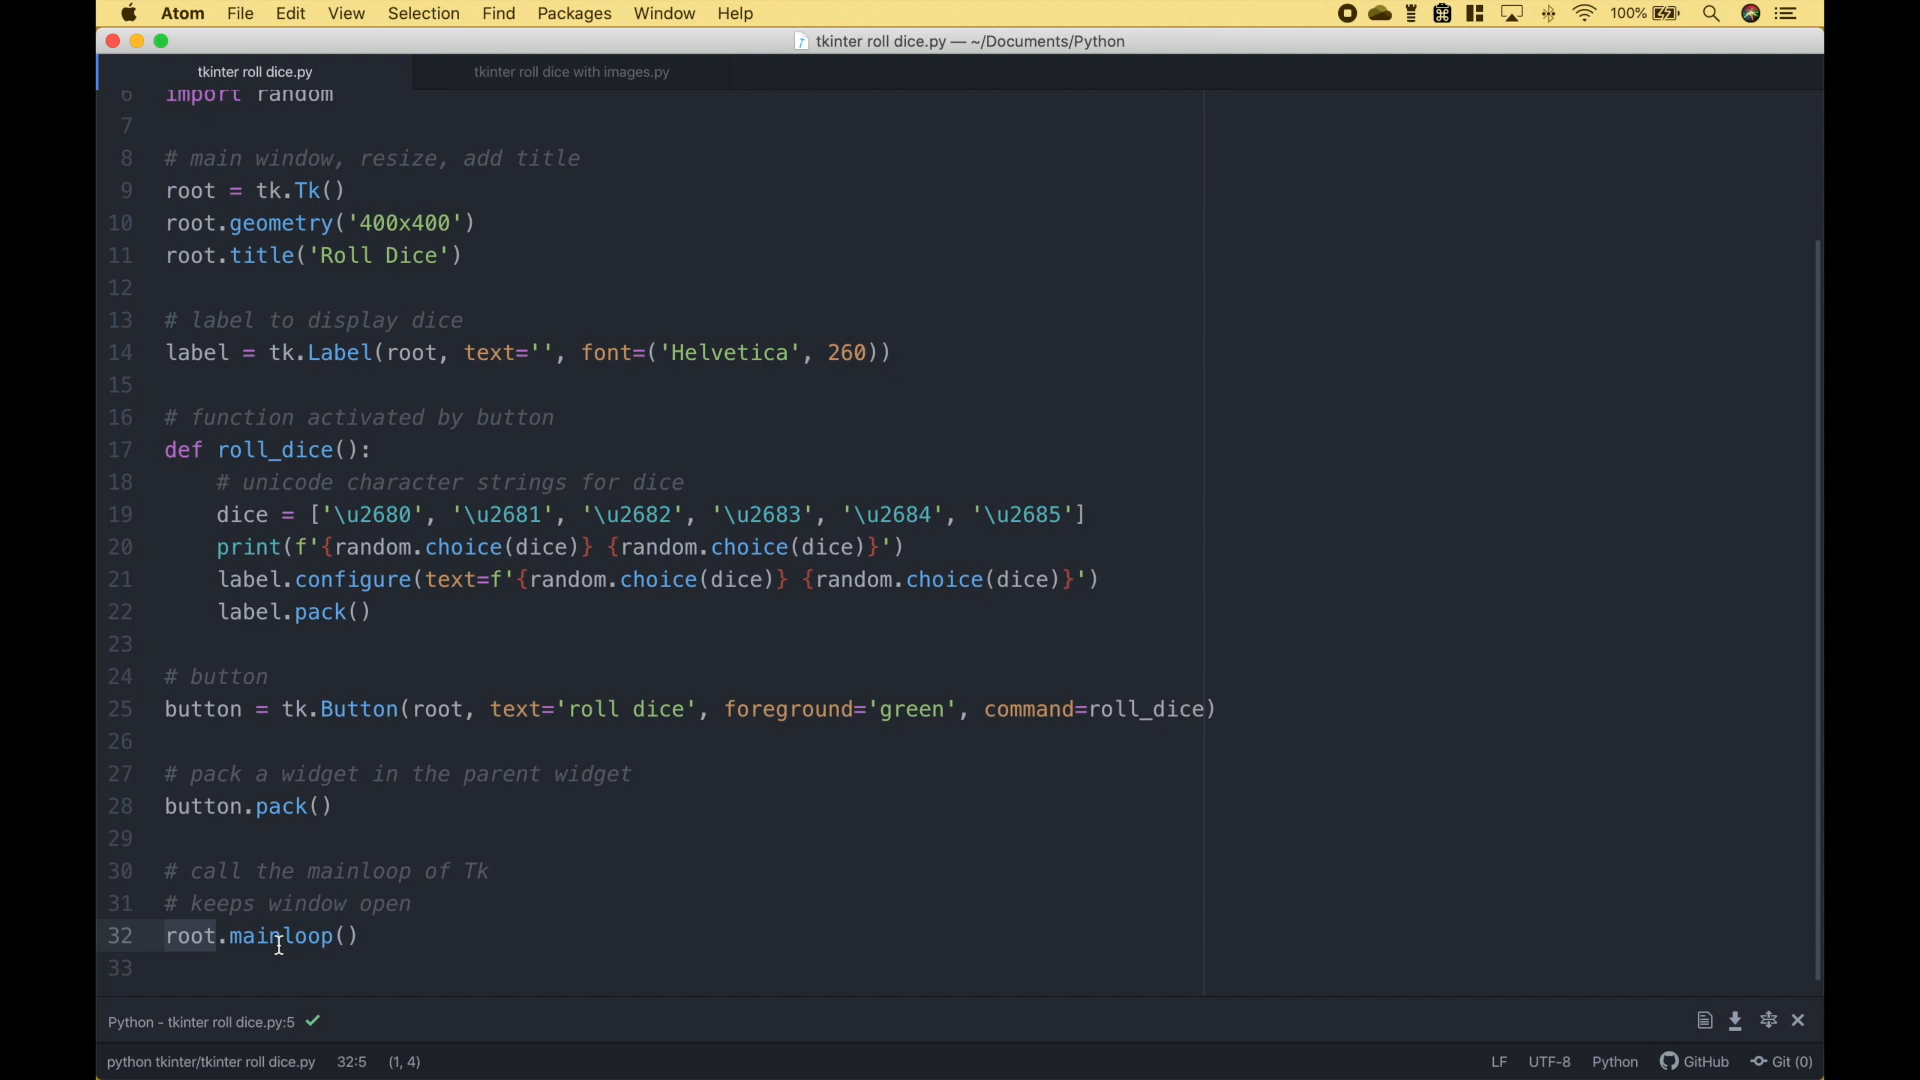 Atom File Edit View Selection Find Packages Window Help 100%
tkinter roll dice.py — ~/Documents/Python
tkinter roll dice.py tkinter roll dice with images.py
6 import random
7
8 # main window, resize, add title
9 root = tk.Tk()
10 root.geometry('400x400')
11 root.title('Roll Dice')
12
13 # label to display dice
14 label = tk.Label(root, text='', font=('Helvetica', 260))
15
16 # function activated by button
17 def roll_dice():
18 # unicode character strings for dice
19 dice = ['\u2680', '\u2681', '\u2682', '\u2683', '\u2684', '\u2685']
20 print(f'{random.choice(dice)} {random.choice(dice)}')
21 label.configure(text=f'{random.choice(dice)} {random.choice(dice)}')
22 label.pack()
23
24 # button
25 button = tk.Button(root, text='roll dice', foreground='green', command=roll_dice)
26
27 # pack a widget in the parent widget
28 button.pack()
29
30 # call the mainloop of Tk
31 # keeps window open
32 root.mainloop()
33
Python - tkinter roll dice.py:5
python tkinter/tkinter roll dice.py 32:5 (1, 4) LF UTF-8 Python GitHub Git (0)